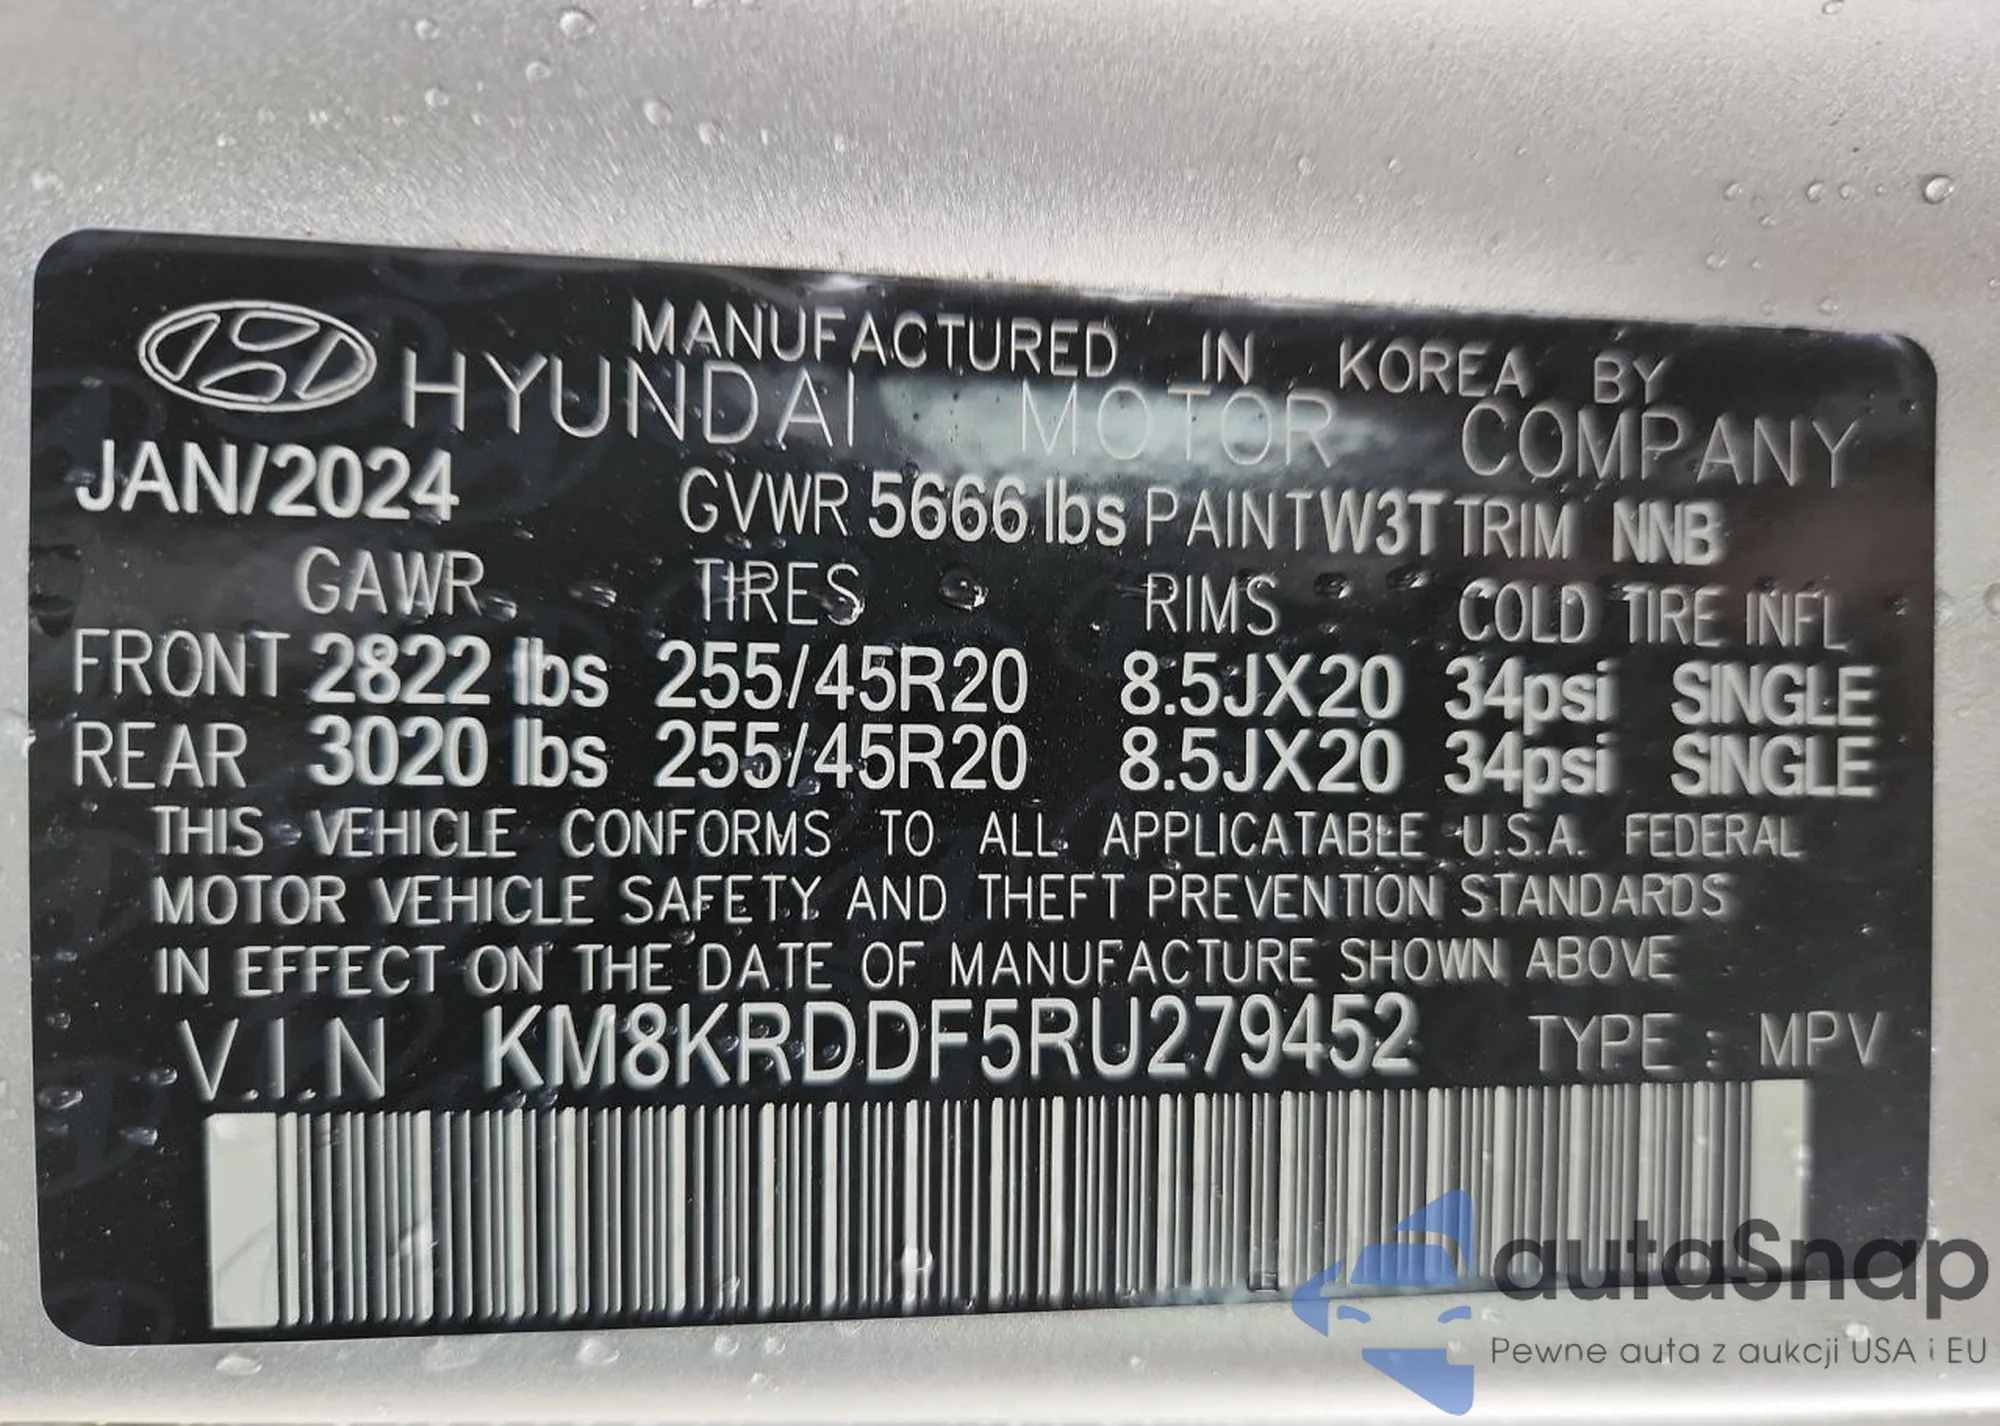 MANUFACTURED IN KOREA BY
HYUNDAI MOTOR COMPANY
JAN/2024 GVWR 5666 lbs PAINT W3T TRIM NNB
GAWR TIRES RIMS COLD TIRE INFL
FRONT 2822 lbs 255/45R20 8.5JX20 34psi SINGLE
REAR 3020 lbs 255/45R20 8.5JX20 34psi SINGLE
THIS VEHICLE CONFORMS TO ALL APPLICATABLE U.S.A. FEDERAL
MOTOR VEHICLE SAFETY AND THEFT PREVENTION STANDARDS
IN EFFECT ON THE DATE OF MANUFACTURE SHOWN ABOVE
V.I.N KM8KRDDF5RU279452 TYPE : MPV
autaSnap
Pewne auta z aukcji USA i EU